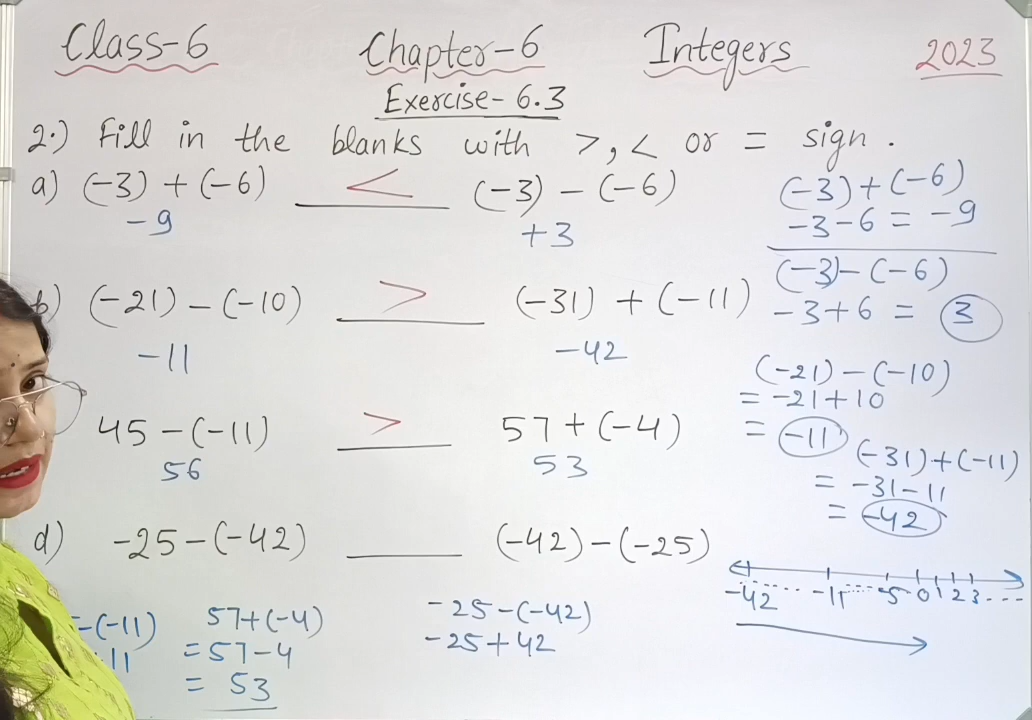 Class-6 Chapter-6 Integers 2023
Exercise-6.3
2.) Fill in the blanks with >, < or = sign.
a) (-3) + (-6) < (-3) - (-6)
-9 +3
b) (-21) - (-10) > (-31) + (-11)
-11 -42
45 - (-11) > 57 + (-4)
56 53
d) -25 - (-42) ____ (-42) - (-25)
(-3) + (-6)
-3-6 = -9
(-3) - (-6)
-3+6 = 3
(-21) - (-10)
= -21+10
= -11
(-31) + (-11)
= -31-11
= -42
-42 ---- -11 ---- -5 - 0 1 2 3 ---
-(-11)
11
57+(-4)
= 57-4
= 53
-25-(-42)
-25+42